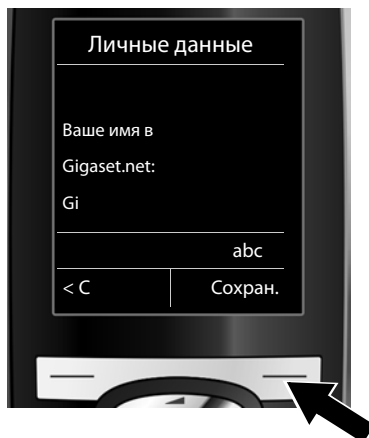 Личные данные
Ваше имя в
Gigaset.net:
Gi
abc
< C
Сохран.